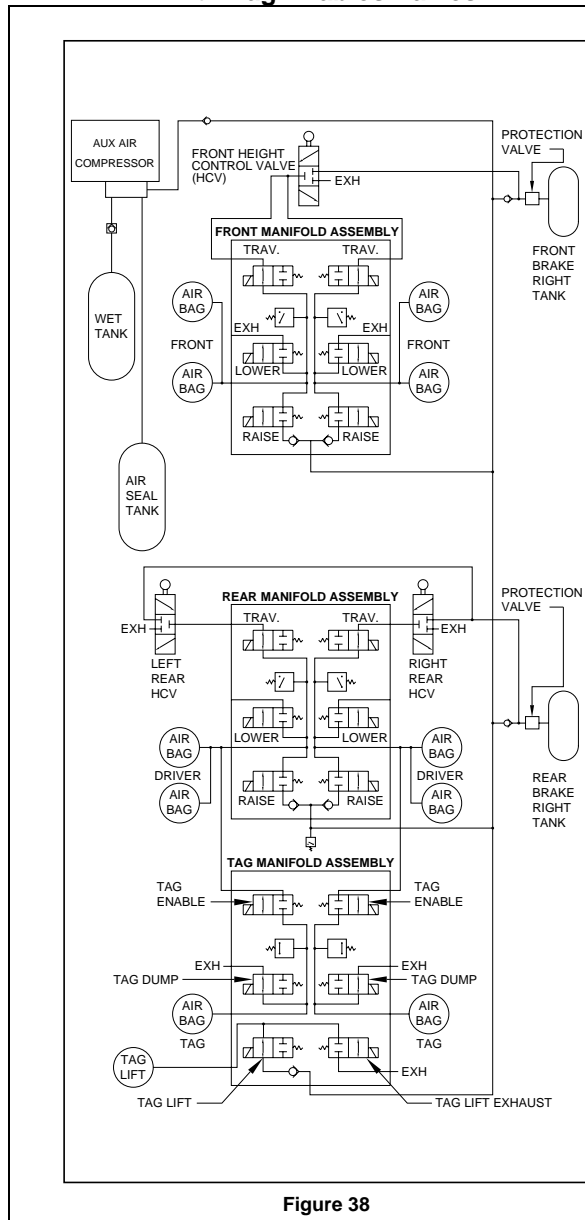 AUX AIR
COMPRESSOR
FRONT HEIGHT
CONTROL VALVE
(HCV)
EXH
PROTECTION
VALVE
FRONT
BRAKE
RIGHT
TANK
WET
TANK
AIR
SEAL
TANK
FRONT MANIFOLD ASSEMBLY
TRAV.
TRAV.
AIR
BAG
AIR
BAG
EXH
EXH
FRONT
FRONT
LOWER
LOWER
AIR
BAG
AIR
BAG
RAISE
RAISE
REAR MANIFOLD ASSEMBLY
PROTECTION
VALVE
TRAV.
TRAV.
EXH
EXH
LEFT
REAR
HCV
RIGHT
REAR
HCV
LOWER
LOWER
AIR
BAG
AIR
BAG
DRIVER
DRIVER
AIR
BAG
AIR
BAG
RAISE
RAISE
REAR
BRAKE
RIGHT
TANK
TAG MANIFOLD ASSEMBLY
TAG
ENABLE
TAG
ENABLE
EXH
EXH
TAG DUMP
TAG DUMP
AIR
BAG
TAG
AIR
BAG
TAG
TAG
LIFT
EXH
TAG LIFT
TAG LIFT EXHAUST
Figure 38